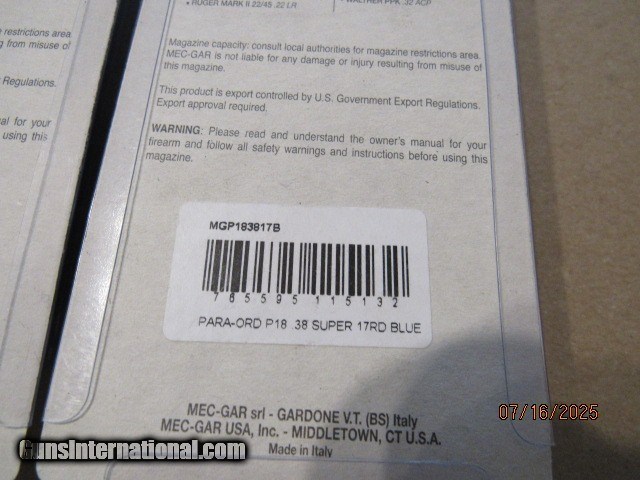 • RUGER MARK II 22/45 .22 LR
- WALTHER PPK .32 ACP
restrictions area
from misuse of
Regulations.
al for your
using this
Magazine capacity: consult local authorities for magazine restrictions area.
MEC-GAR is not liable for any damage or injury resulting from misuse of
this magazine.
This product is export controlled by U.S. Government Export Regulations.
Export approval required.
WARNING: Please read and understand the owner's manual for your
firearm and follow all safety warnings and instructions before using this
magazine.
MGP183817B
7 65595 115132
PARA-ORD P18 .38 SUPER 17RD BLUE
MEC-GAR srl - GARDONE V.T. (BS) Italy
MEC-GAR USA, Inc. - MIDDLETOWN, CT U.S.A.
Made in Italy
07/16/2025
GunsInternational.com